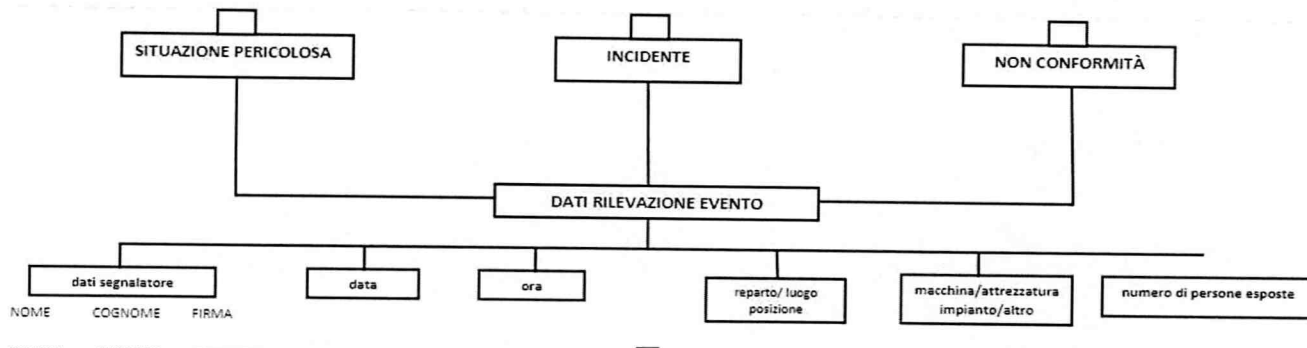 SITUAZIONE PERICOLOSA
INCIDENTE
NON CONFORMITÀ
DATI RILEVAZIONE EVENTO
dati segnalatore
data
ora
reparto/ luogo
posizione
macchina/attrezzatura
impianto/altro
numero di persone esposte
NOME COGNOME FIRMA